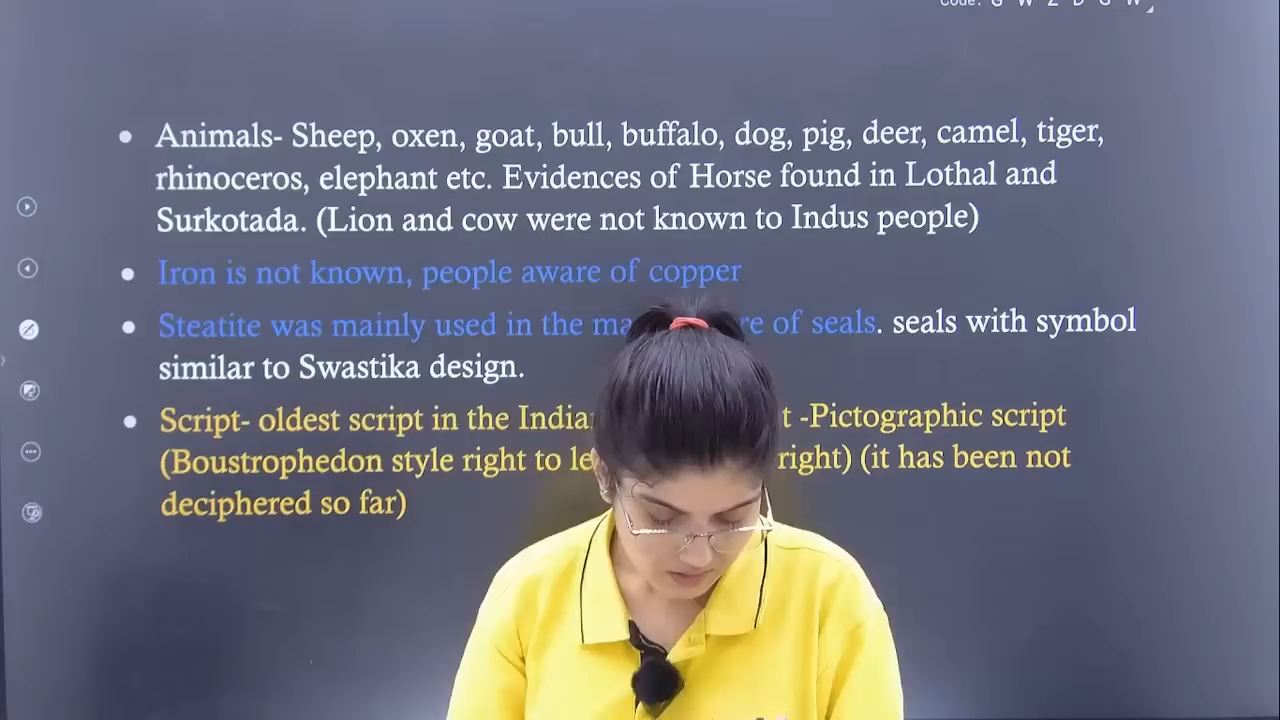 Animals- Sheep, oxen, goat, bull, buffalo, dog, pig, deer, camel, tiger,
rhinoceros, elephant etc. Evidences of Horse found in Lothal and
Surkotada. (Lion and cow were not known to Indus people)
Iron is not known, people aware of copper
Steatite was mainly used in the re of seals. seals with symbol
similar to Swastika design.
Script- oldest script in the India t -Pictographic script
(Boustrophedon style right to le right) (it has been not
deciphered so far)